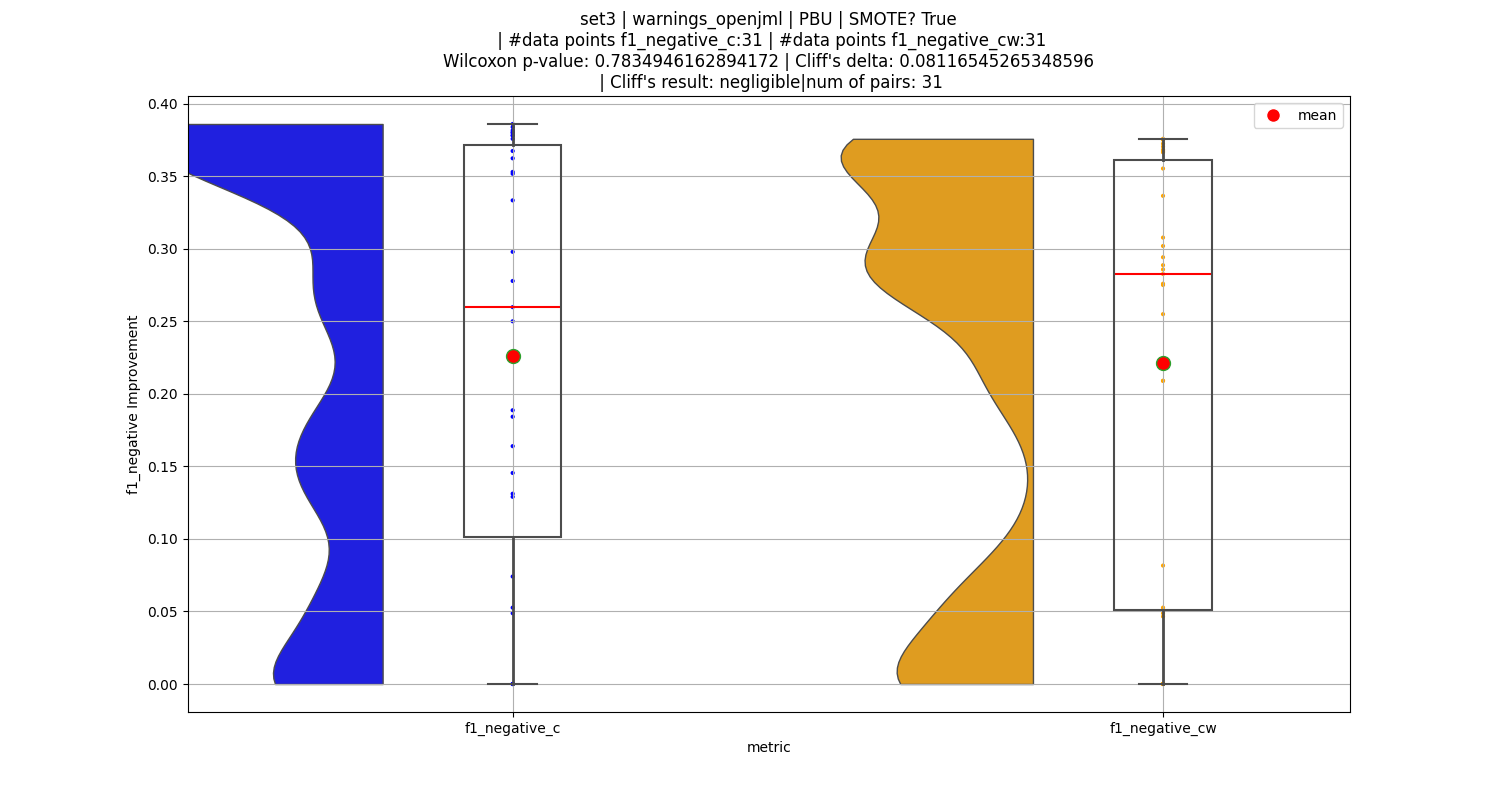 set3 | warnings_openjml | PBU | SMOTE? True
| #data points f1_negative_c:31 | #data points f1_negative_cw:31
Wilcoxon p-value: 0.7834946162894172 | Cliff's delta: 0.08116545265348596
| Cliff's result: negligible|num of pairs: 31
mean
0.40
0.35
0.30
0.25
0.20
0.15
0.10
0.05
0.00
f1_negative Improvement
f1_negative_c
f1_negative_cw
metric